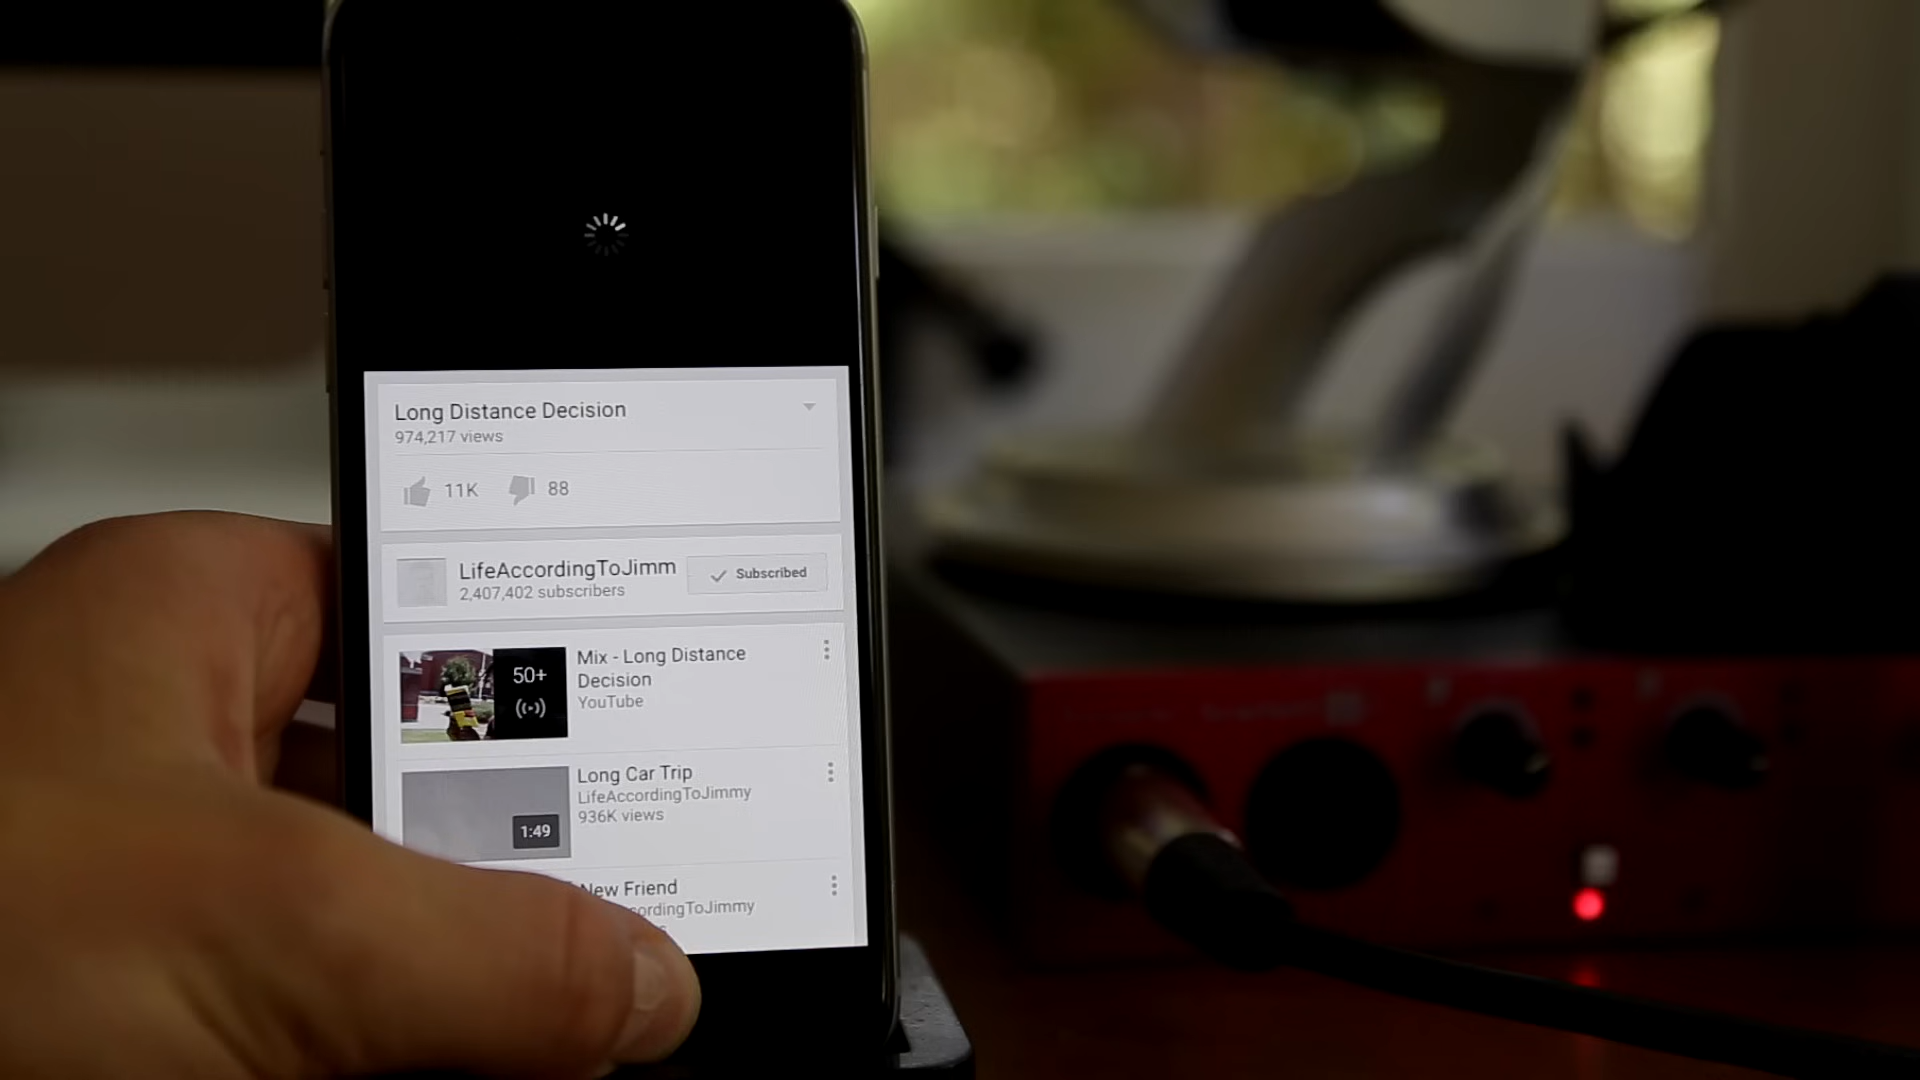 Long Distance Decision
974,217 views
11K 88
LifeAccordingToJimm
Subscribed
2,407,402 subscribers
50+
Mix - Long Distance
Decision
YouTube
Long Car Trip
LifeAccordingToJimmy
936K views
1:49
New Friend
ordingToJimmy